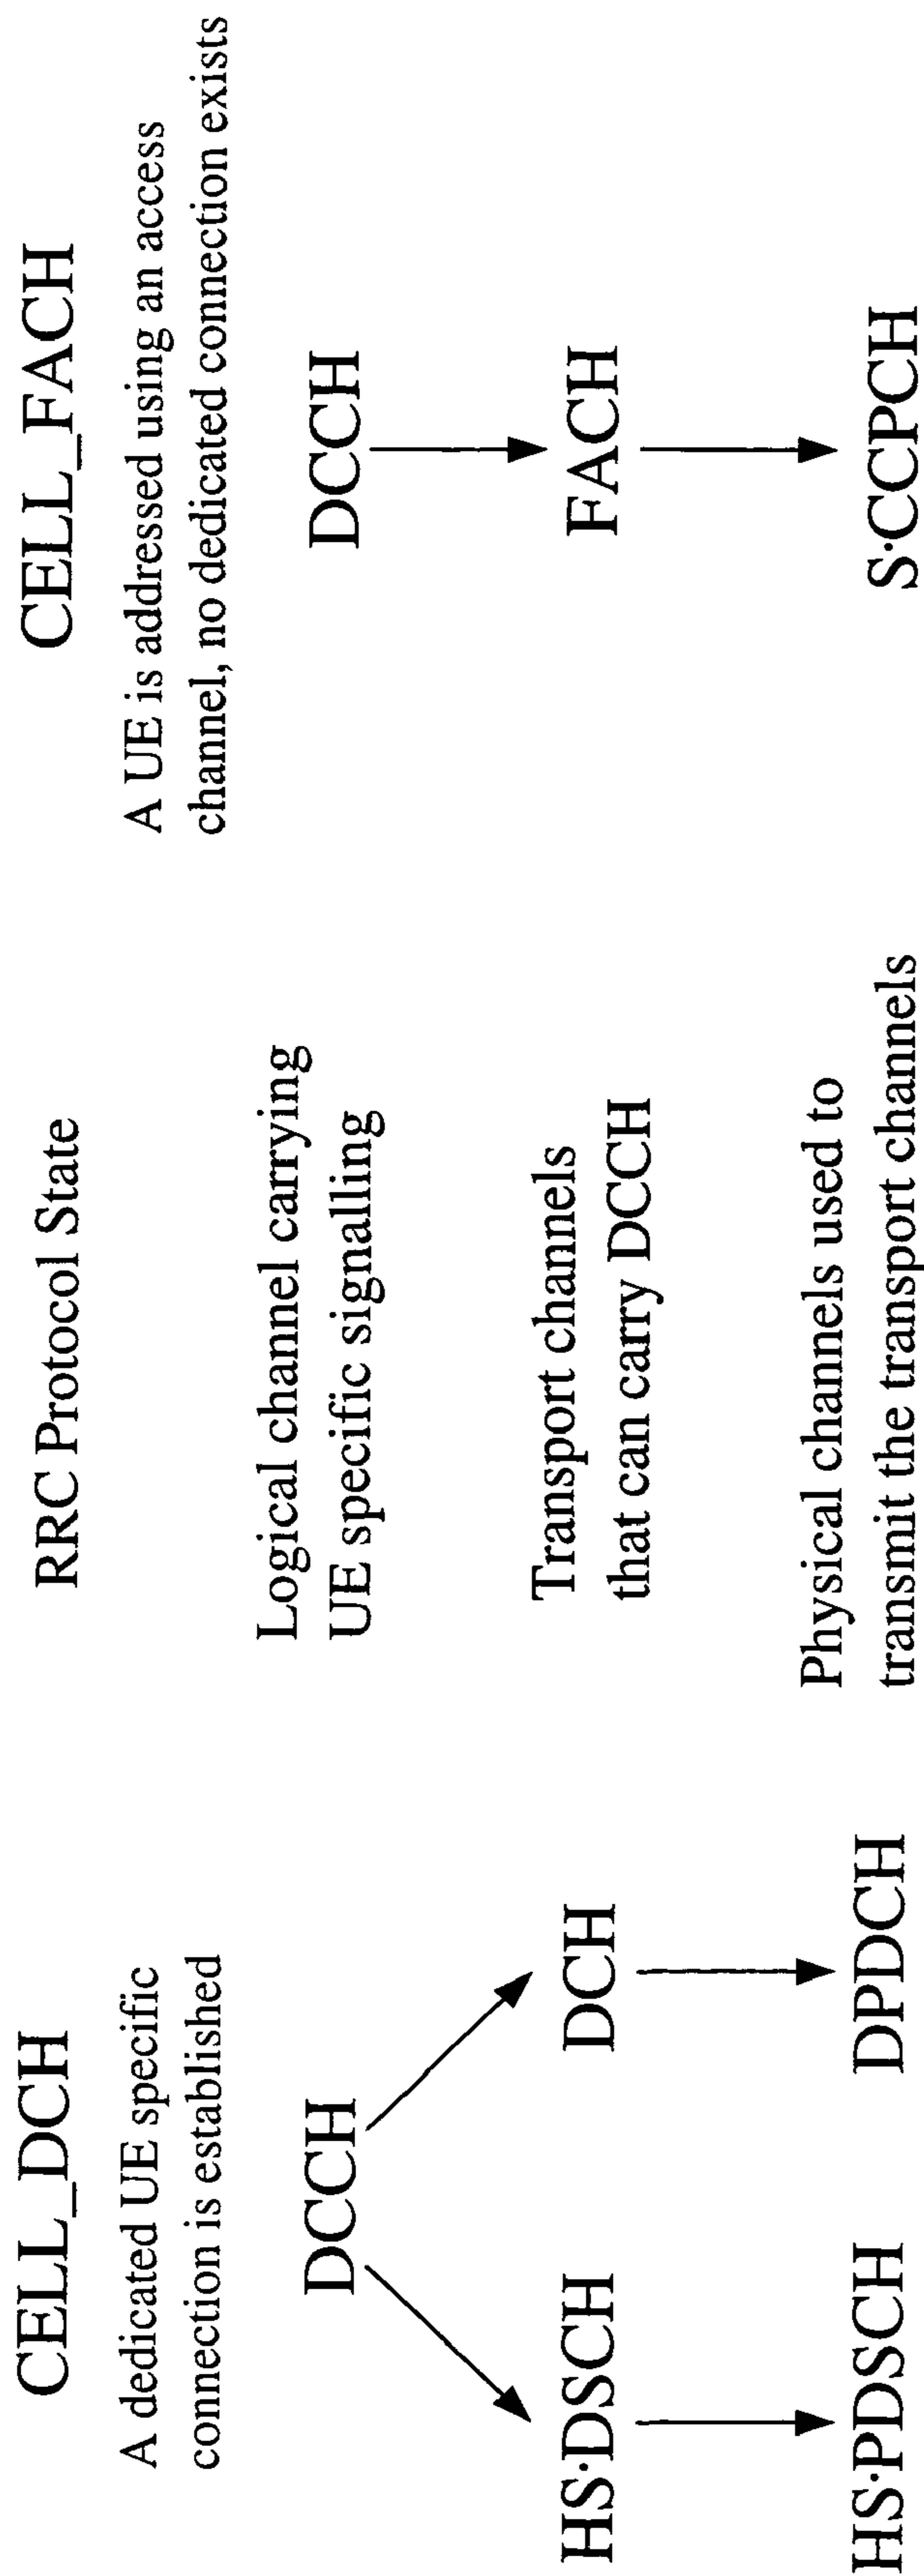 CELL_DCH
A dedicated UE specific
connection is established
DCCH
HS·DSCH
DCH
HS·PDSCH
DPDCH
RRC Protocol State
Logical channel carrying
UE specific signalling
Transport channels
that can carry DCCH
Physical channels used to
transmit the transport channels
CELL_FACH
A UE is addressed using an access
channel, no dedicated connection exists
DCCH
FACH
S·CCPCH